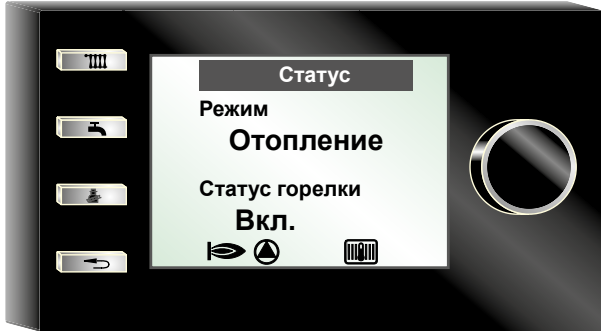 Статус
Режим
Отопление
Статус горелки
Вкл.